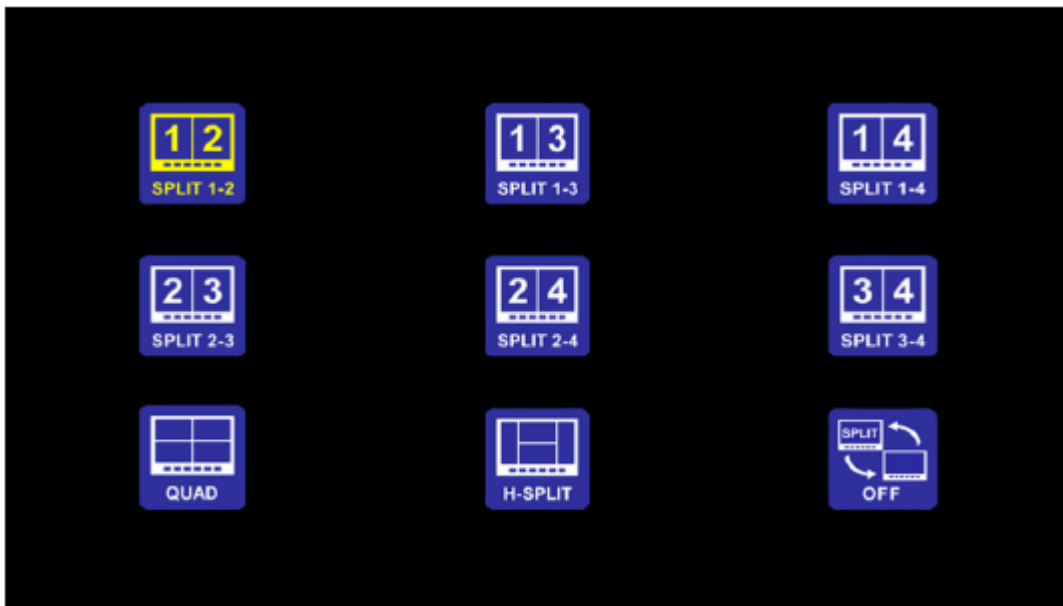 1 2
SPLIT 1-2
1 3
SPLIT 1-3
1 4
SPLIT 1-4
2 3
SPLIT 2-3
2 4
SPLIT 2-4
3 4
SPLIT 3-4
QUAD
H-SPLIT
SPLIT
OFF